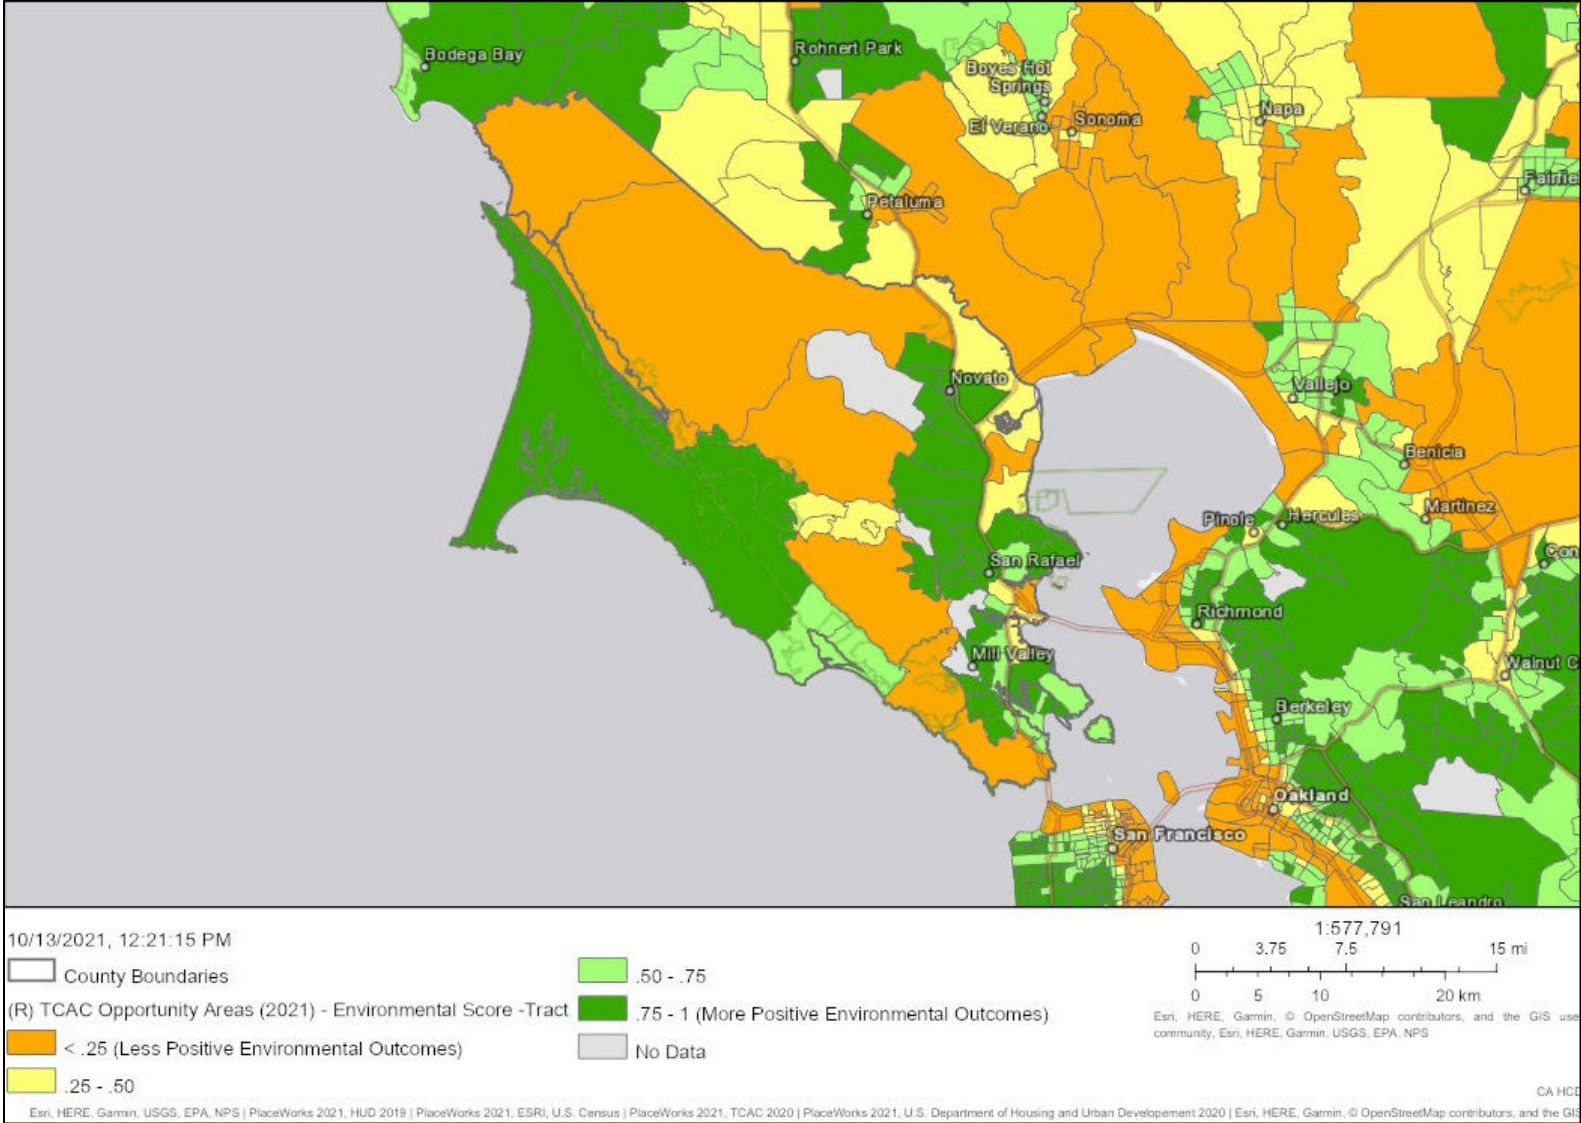 Bodega Bay
Rohnert Park
Boyes Hot
Springs
El Verano
Sonoma
Napa
Fairfie
Petaluma
Novato
Vallejo
Benicia
Martinez
Pinole
Hercules
Con
San Rafael
Richmond
Mill Valley
Walnut C
Berkeley
Oakland
San Francisco
San Leandro
10/13/2021, 12:21:15 PM
County Boundaries
(R) TCAC Opportunity Areas (2021) - Environmental Score -Tract
< .25 (Less Positive Environmental Outcomes)
.25 - .50
.50 - .75
.75 - 1 (More Positive Environmental Outcomes)
No Data
1:577,791
0 3.75 7.5 15 mi
0 5 10 20 km
Esri, HERE, Garmin, © OpenStreetMap contributors, and the GIS use
community, Esri, HERE, Garmin, USGS, EPA, NPS
CA HCD
Esri, HERE, Garmin, USGS, EPA, NPS | PlaceWorks 2021, HUD 2019 | PlaceWorks 2021, ESRI, U.S. Census | PlaceWorks 2021, TCAC 2020 | PlaceWorks 2021, U.S. Department of Housing and Urban Developement 2020 | Esri, HERE, Garmin, © OpenStreetMap contributors, and the GIS